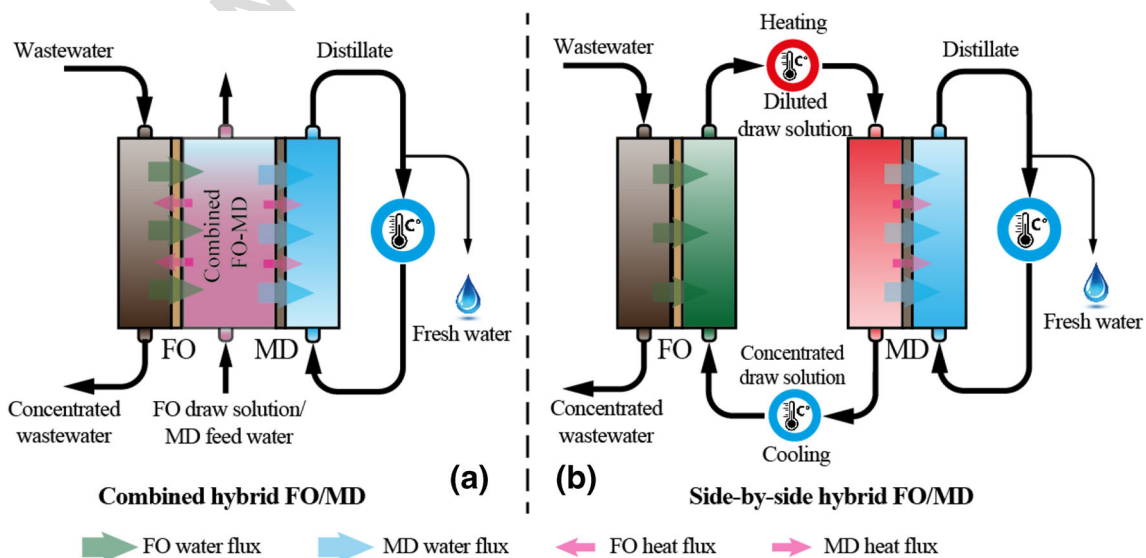 Wastewater
Distillate
C°
Combined
FO-MD
FO
MD
Fresh water
Concentrated
wastewater
FO draw solution/
MD feed water
(a)
Combined hybrid FO/MD
Heating
Wastewater
C°
Distillate
Diluted
draw solution
C°
FO
MD
Fresh water
Concentrated
draw solution
C°
Concentrated
wastewater
Cooling
(b)
Side-by-side hybrid FO/MD
FO water flux
MD water flux
FO heat flux
MD heat flux